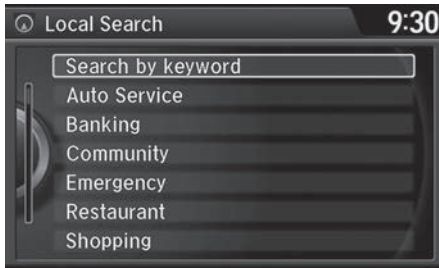 Local Search
9:30
Search by keyword
Auto Service
Banking
Community
Emergency
Restaurant
Shopping